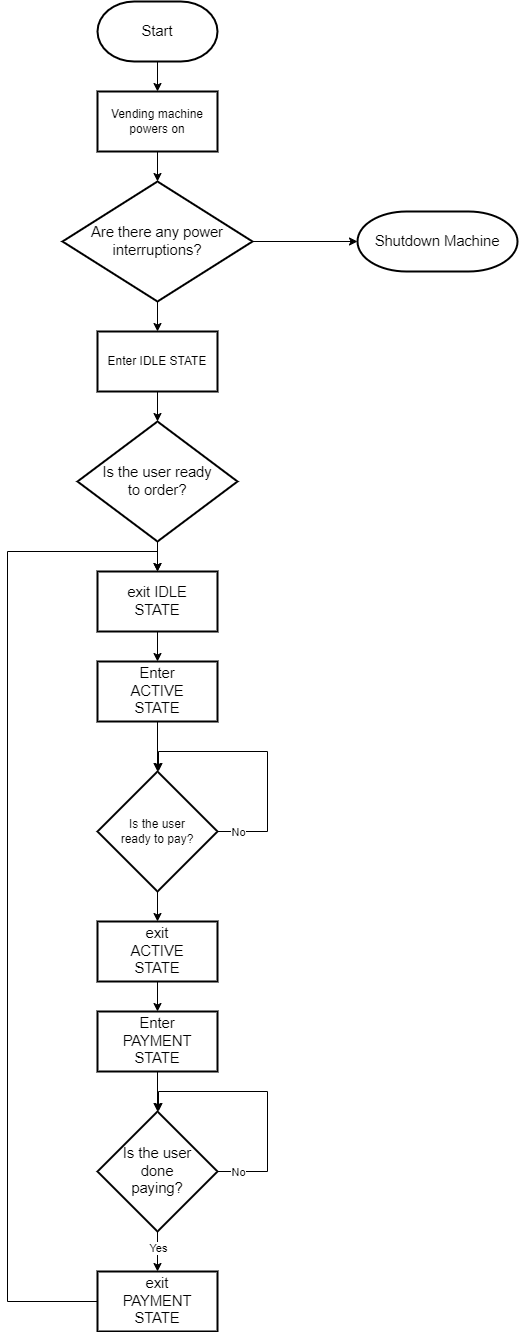 Start
Vending machine
powers on
Are there any power
interruptions?
Shutdown Machine
Enter IDLE STATE
Is the user ready
to order?
exit IDLE
STATE
Enter
ACTIVE
STATE
Is the user
ready to pay?
No
exit
ACTIVE
STATE
Enter
PAYMENT
STATE
Is the user
done
paying?
No
Yes
exit
PAYMENT
STATE